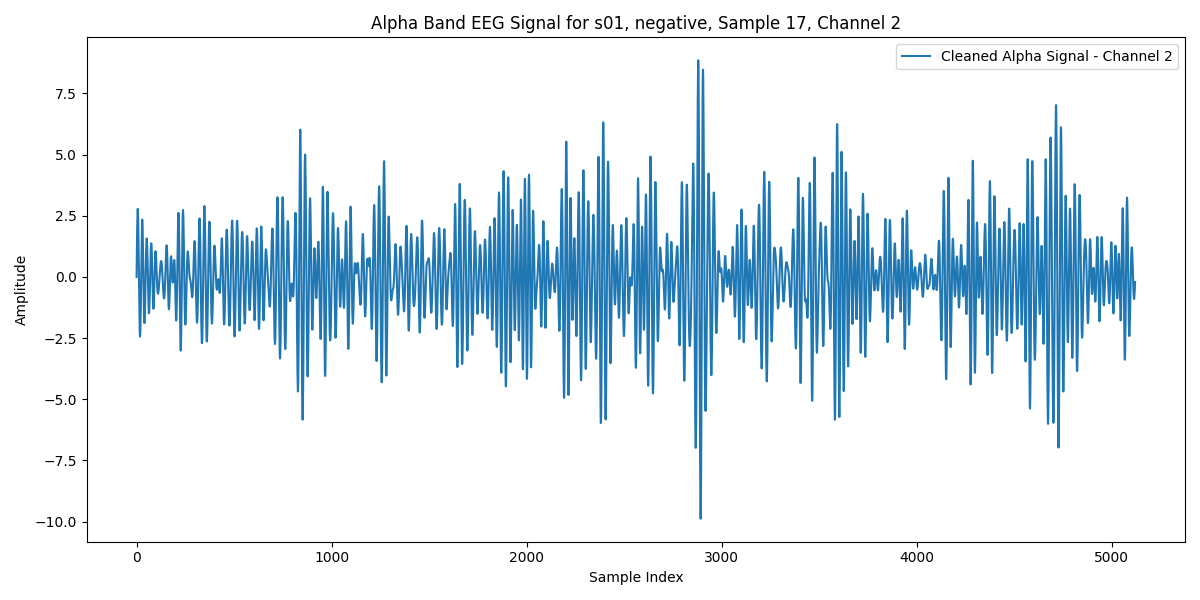 Alpha Band EEG Signal for s01, negative, Sample 17, Channel 2
Cleaned Alpha Signal - Channel 2
Amplitude
7.5
5.0
2.5
0.0
−2.5
−5.0
−7.5
−10.0
0 1000 2000 3000 4000 5000
Sample Index